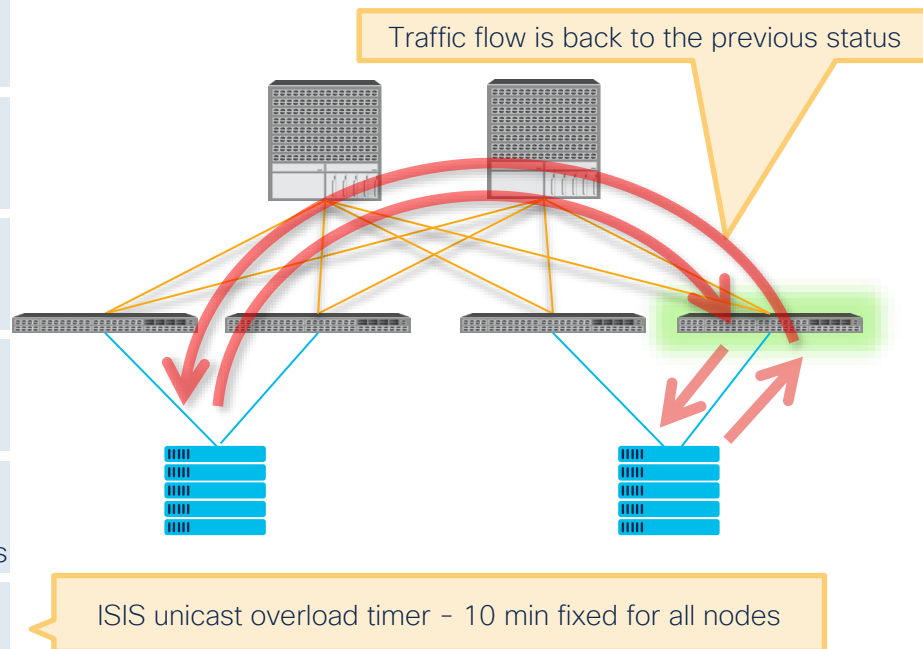 Traffic flow is back to the previous status
s
ISIS unicast overload timer - 10 min fixed for all nodes